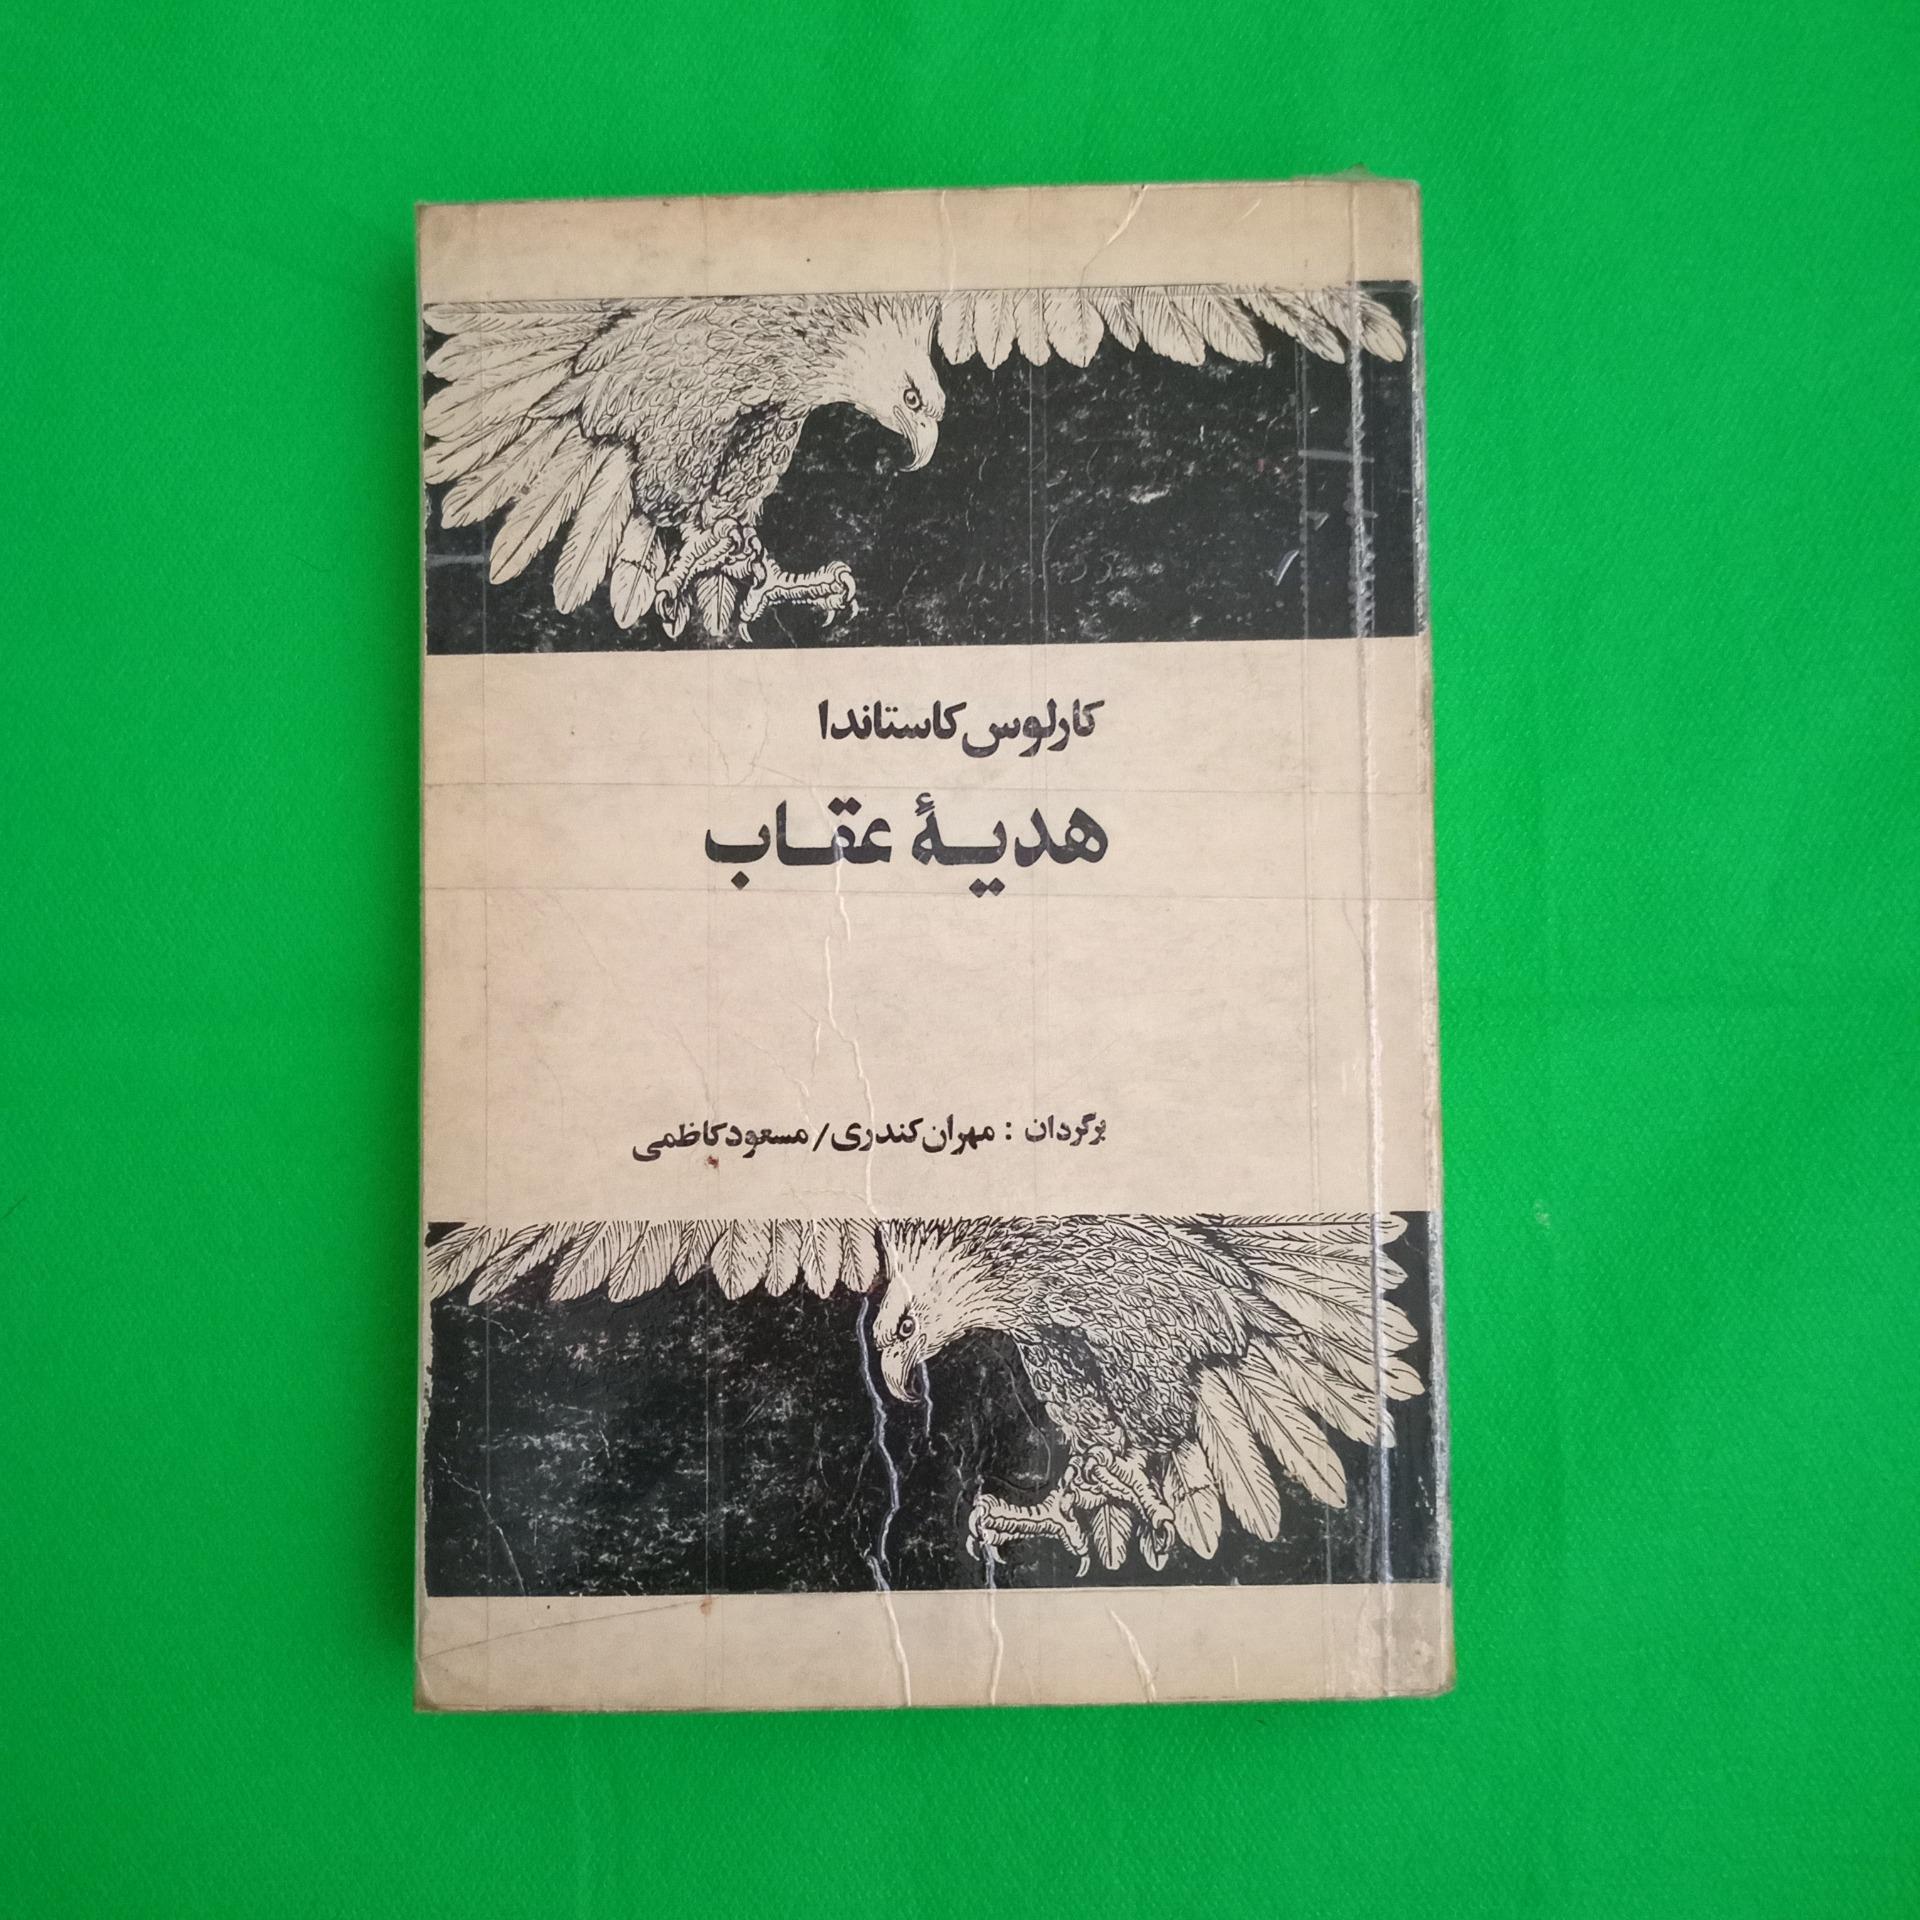 کارلوس کاستاندا
هدیهٔ عقاب
برگردان : مهران کندری / مسعود کاظمی